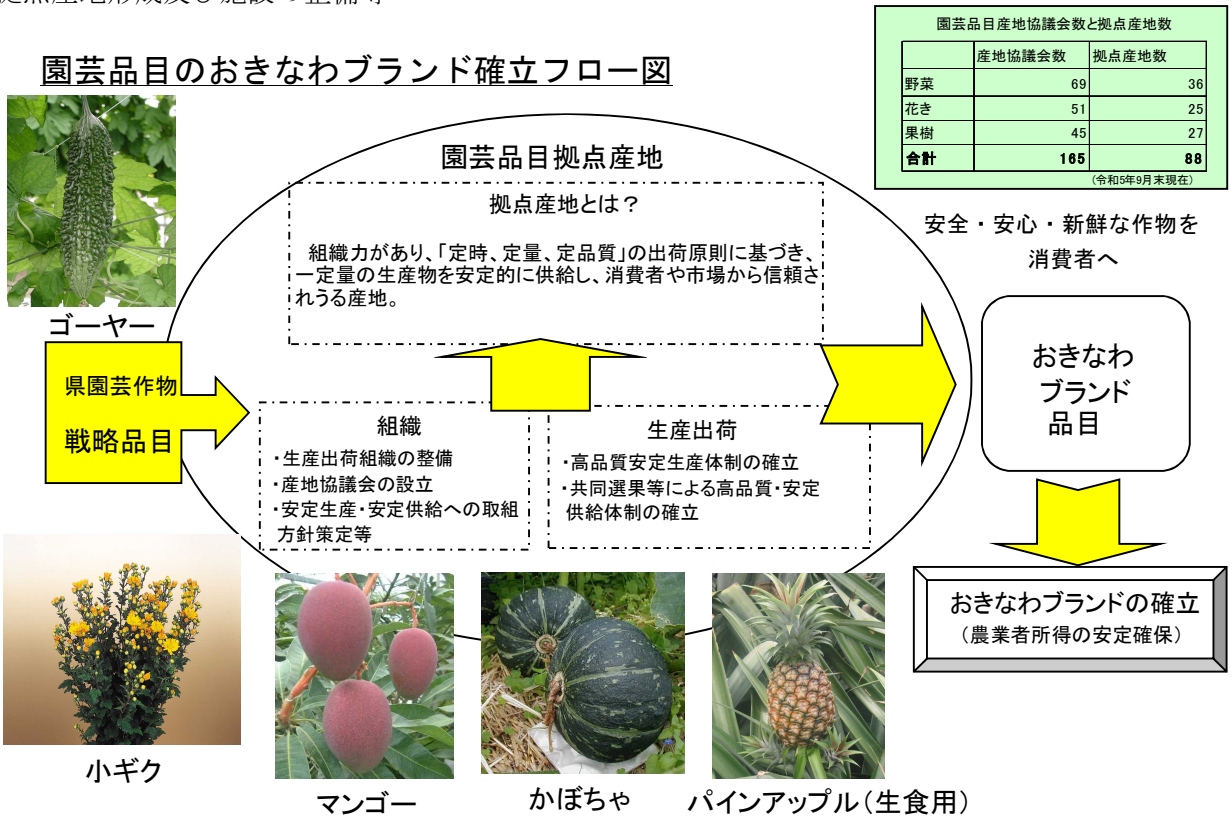 拠点産地形成及び施設の整備等
園芸品目産地協議会数と拠点産地数
産地協議会数 拠点産地数
野菜 69 36
花き 51 25
果樹 45 27
合計 165 88
(令和5年9月末現在)
園芸品目のおきなわブランド確立フロー図
園芸品目拠点産地
拠点産地とは？
組織力があり、「定時、定量、定品質」の出荷原則に基づき、
一定量の生産物を安定的に供給し、消費者や市場から信頼さ
れうる産地。
安全・安心・新鮮な作物を
消費者へ
ゴーヤー
県園芸作物
戦略品目
組織
・生産出荷組織の整備
・産地協議会の設立
・安定生産・安定供給への取組
方針策定等
生産出荷
・高品質安定生産体制の確立
・共同選果等による高品質・安定
供給体制の確立
おきなわ
ブランド
品目
おきなわブランドの確立
（農業者所得の安定確保）
小ギク
マンゴー
かぼちゃ
パインアップル（生食用）